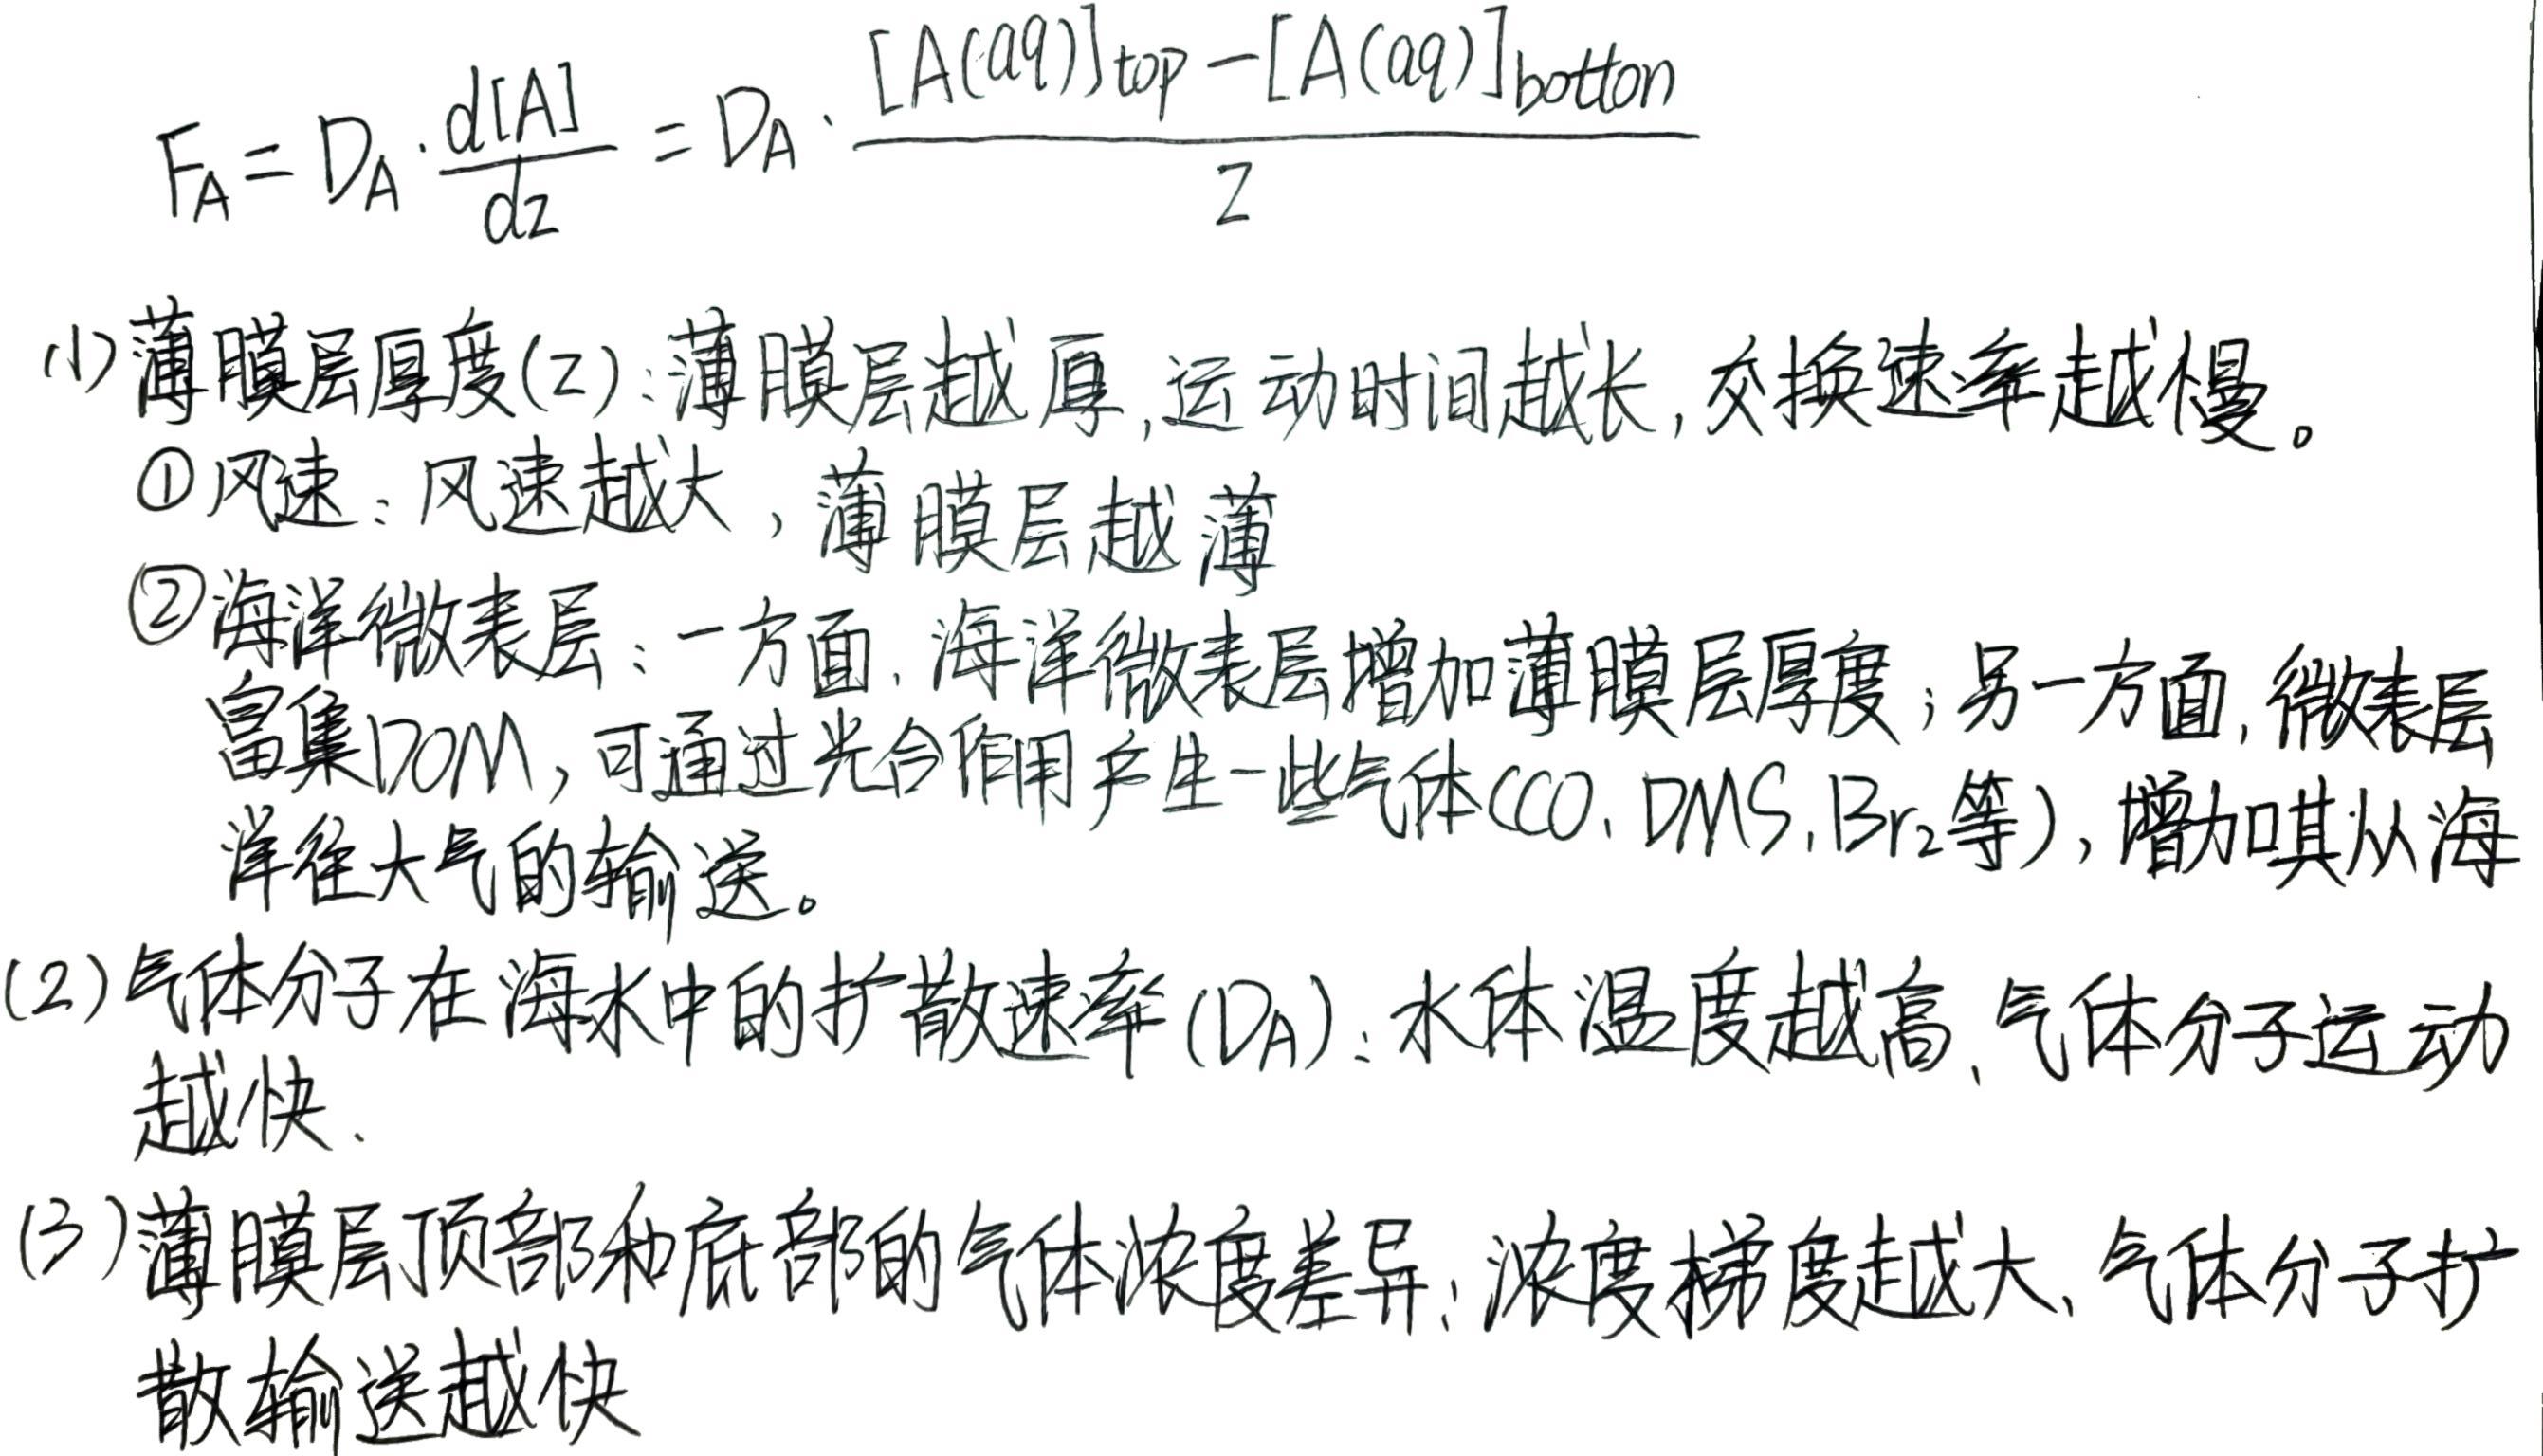 F_A = D_A · d[A]/dz = D_A · ([A(aq)]top − [A(aq)]botton)/Z
(1) 薄膜层厚度(Z):薄膜层越厚,运动时间越长,交换速率越慢。
①风速:风速越大,薄膜层越薄
②海洋微表层:一方面,海洋微表层增加薄膜层厚度;另一方面,微表层
富集DOM,可通过光合作用产生一些气体(CO、DMS、Br₂等),增加其从海
洋往大气的输送。
(2)气体分子在海水中的扩散速率(D_A):水体温度越高、气体分子运动
越快、
(3)薄膜层顶部和底部的气体浓度差异:浓度梯度越大、气体分子扩
散输送越快